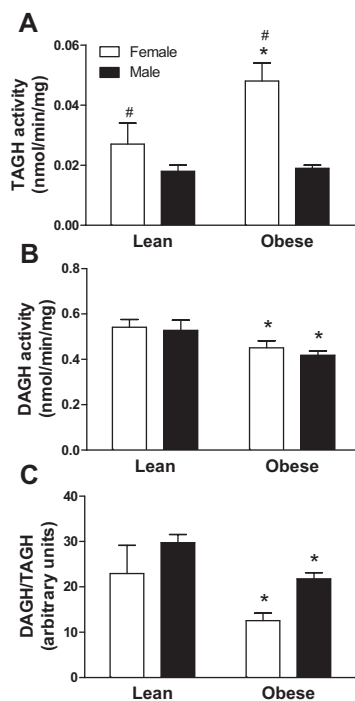 A
TAGH activity
(nmol/min/mg)
0.06
0.04
0.02
0.00
Female
Male
#
#
*
Lean
Obese
B
DAGH activity
(nmol/min/mg)
0.8
0.6
0.4
0.2
0.0
*
*
Lean
Obese
C
DAGH/TAGH
(arbitrary units)
40
30
20
10
0
*
*
Lean
Obese